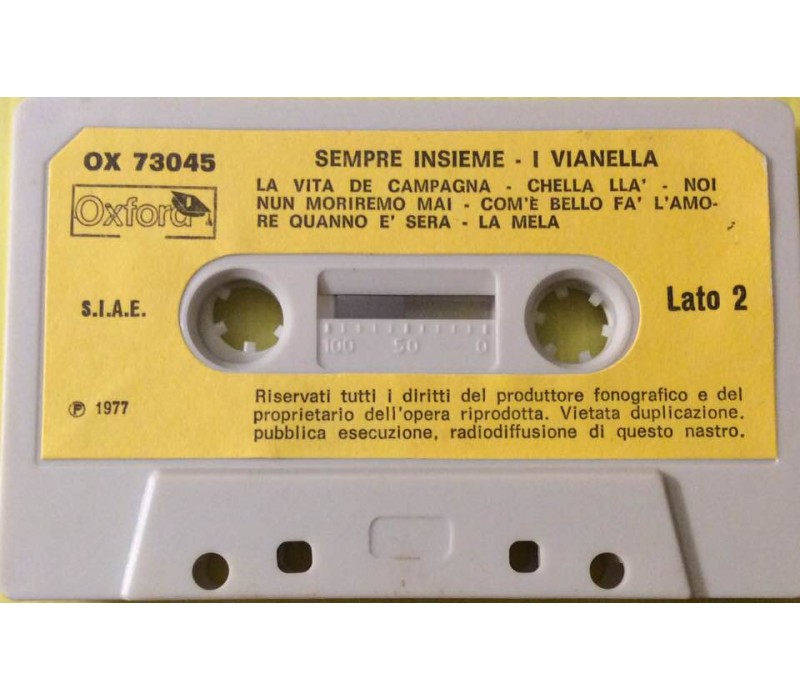 OX 73045
SEMPRE INSIEME - I VIANELLA
LA VITA DE CAMPAGNA - CHELLA LLA' - NOI
NUN MORIREMO MAI - COM'È BELLO FA' L'AMO-
RE QUANNO E' SERA - LA MELA
Oxford
S.I.A.E.
Lato 2
100 50 0
Ⓟ 1977
Riservati tutti i diritti del produttore fonografico e del
proprietario dell'opera riprodotta. Vietata duplicazione.
pubblica esecuzione, radiodiffusione di questo nastro.